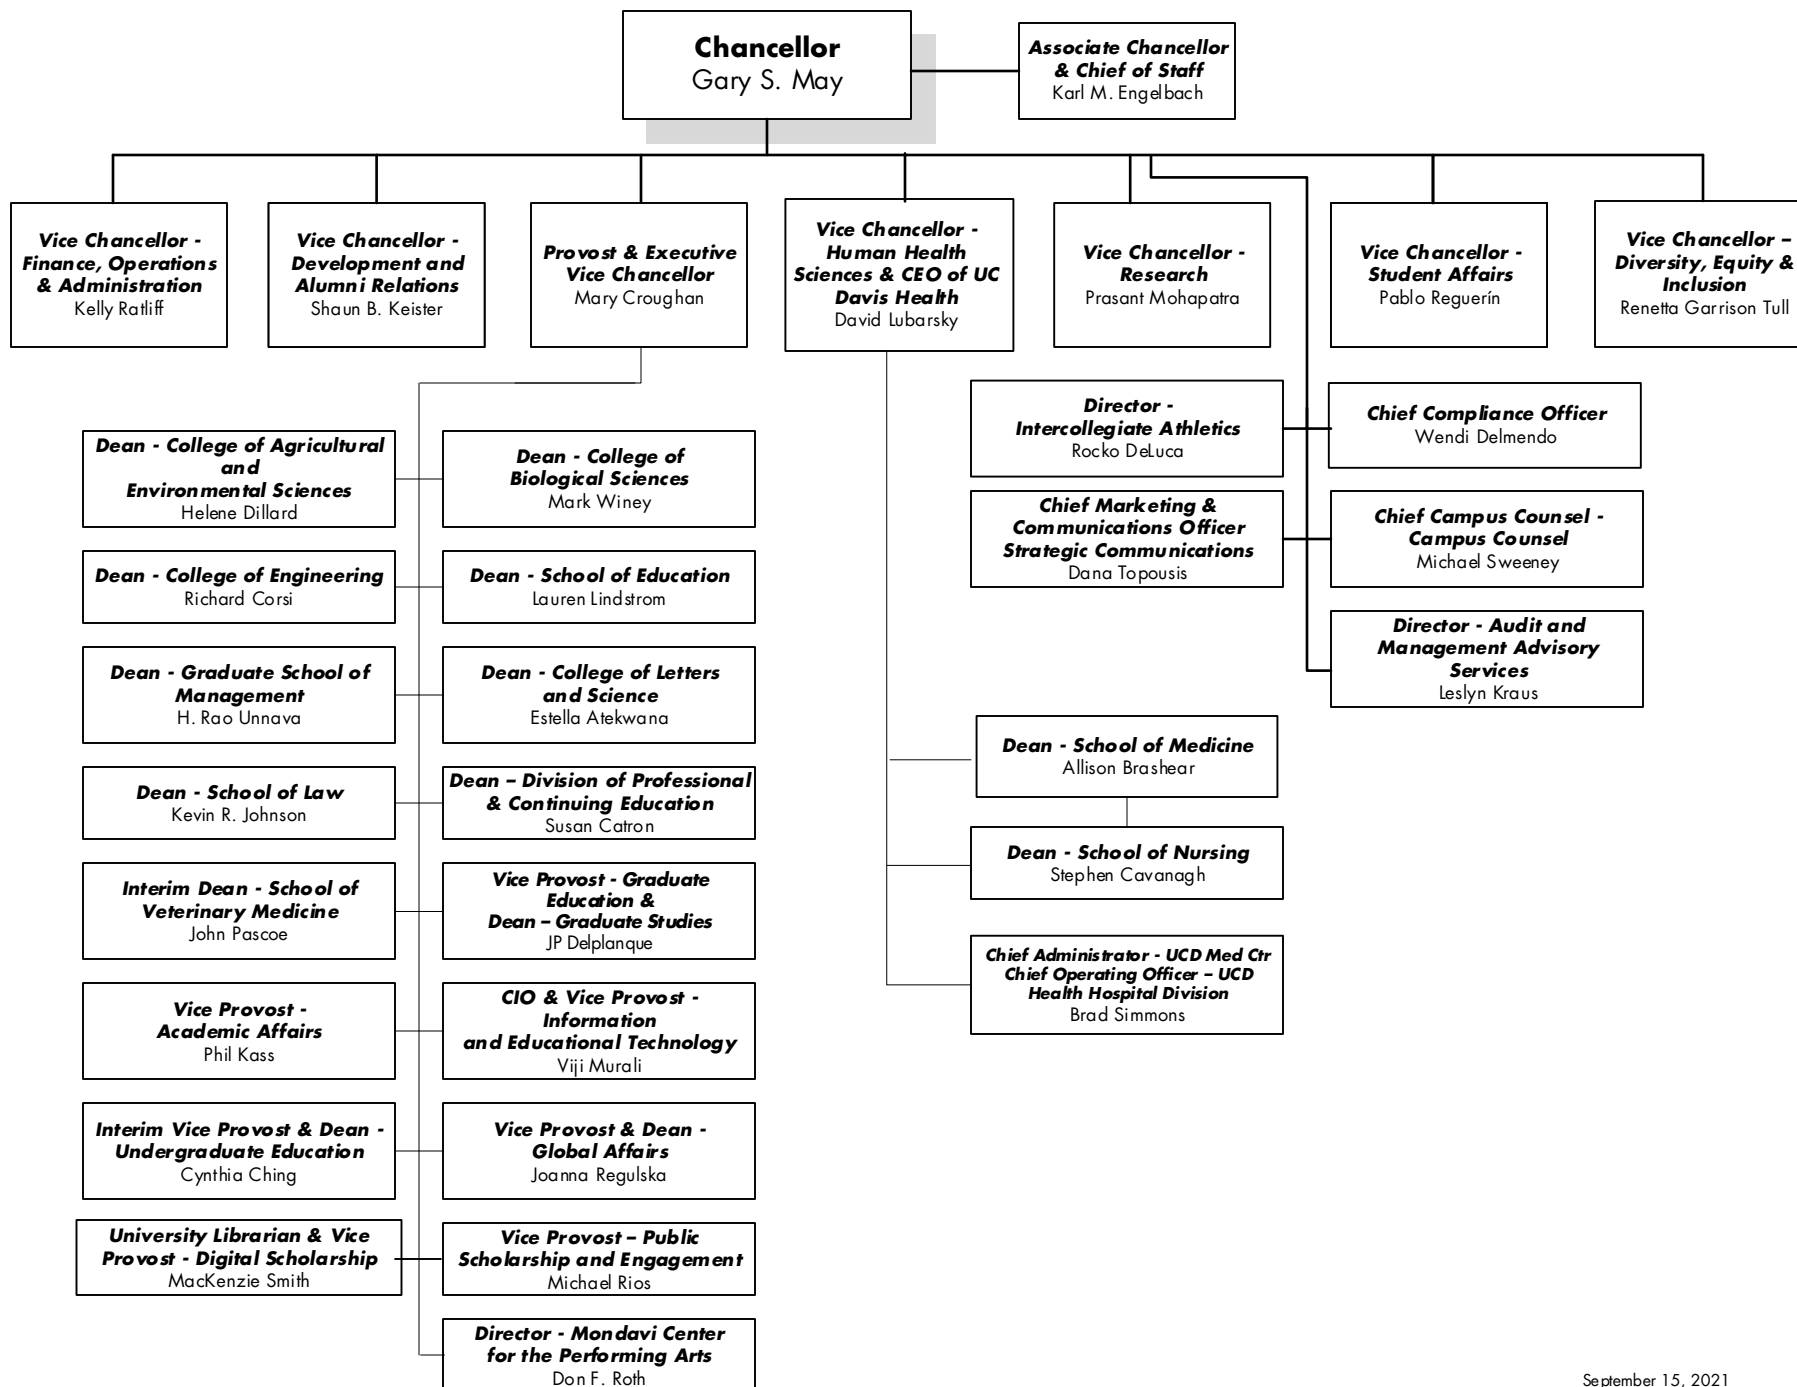 Chancellor
Gary S. May
Associate Chancellor
& Chief of Staff
Karl M. Engelbach
Vice Chancellor -
Finance, Operations
& Administration
Kelly Ratliff
Vice Chancellor -
Development and
Alumni Relations
Shaun B. Keister
Provost & Executive
Vice Chancellor
Mary Croughan
Vice Chancellor -
Human Health
Sciences & CEO of UC
Davis Health
David Lubarsky
Vice Chancellor -
Research
Prasant Mohapatra
Vice Chancellor -
Student Affairs
Pablo Reguerín
Vice Chancellor –
Diversity, Equity &
Inclusion
Renetta Garrison Tull
Dean - College of Agricultural
and
Environmental Sciences
Helene Dillard
Dean - College of
Biological Sciences
Mark Winey
Dean - College of Engineering
Richard Corsi
Dean - School of Education
Lauren Lindstrom
Dean - Graduate School of
Management
H. Rao Unnava
Dean - College of Letters
and Science
Estella Atekwana
Dean - School of Law
Kevin R. Johnson
Dean – Division of Professional
& Continuing Education
Susan Catron
Interim Dean - School of
Veterinary Medicine
John Pascoe
Vice Provost - Graduate
Education &
Dean – Graduate Studies
JP Delplanque
Vice Provost -
Academic Affairs
Phil Kass
CIO & Vice Provost -
Information
and Educational Technology
Viji Murali
Interim Vice Provost & Dean -
Undergraduate Education
Cynthia Ching
Vice Provost & Dean -
Global Affairs
Joanna Regulska
University Librarian & Vice
Provost - Digital Scholarship
MacKenzie Smith
Vice Provost – Public
Scholarship and Engagement
Michael Rios
Director - Mondavi Center
for the Performing Arts
Don F. Roth
Director -
Intercollegiate Athletics
Rocko DeLuca
Chief Compliance Officer
Wendi Delmendo
Chief Marketing &
Communications Officer
Strategic Communications
Dana Topousis
Chief Campus Counsel -
Campus Counsel
Michael Sweeney
Director - Audit and
Management Advisory
Services
Leslyn Kraus
Dean - School of Medicine
Allison Brashear
Dean - School of Nursing
Stephen Cavanagh
Chief Administrator - UCD Med Ctr
Chief Operating Officer – UCD
Health Hospital Division
Brad Simmons
September 15, 2021